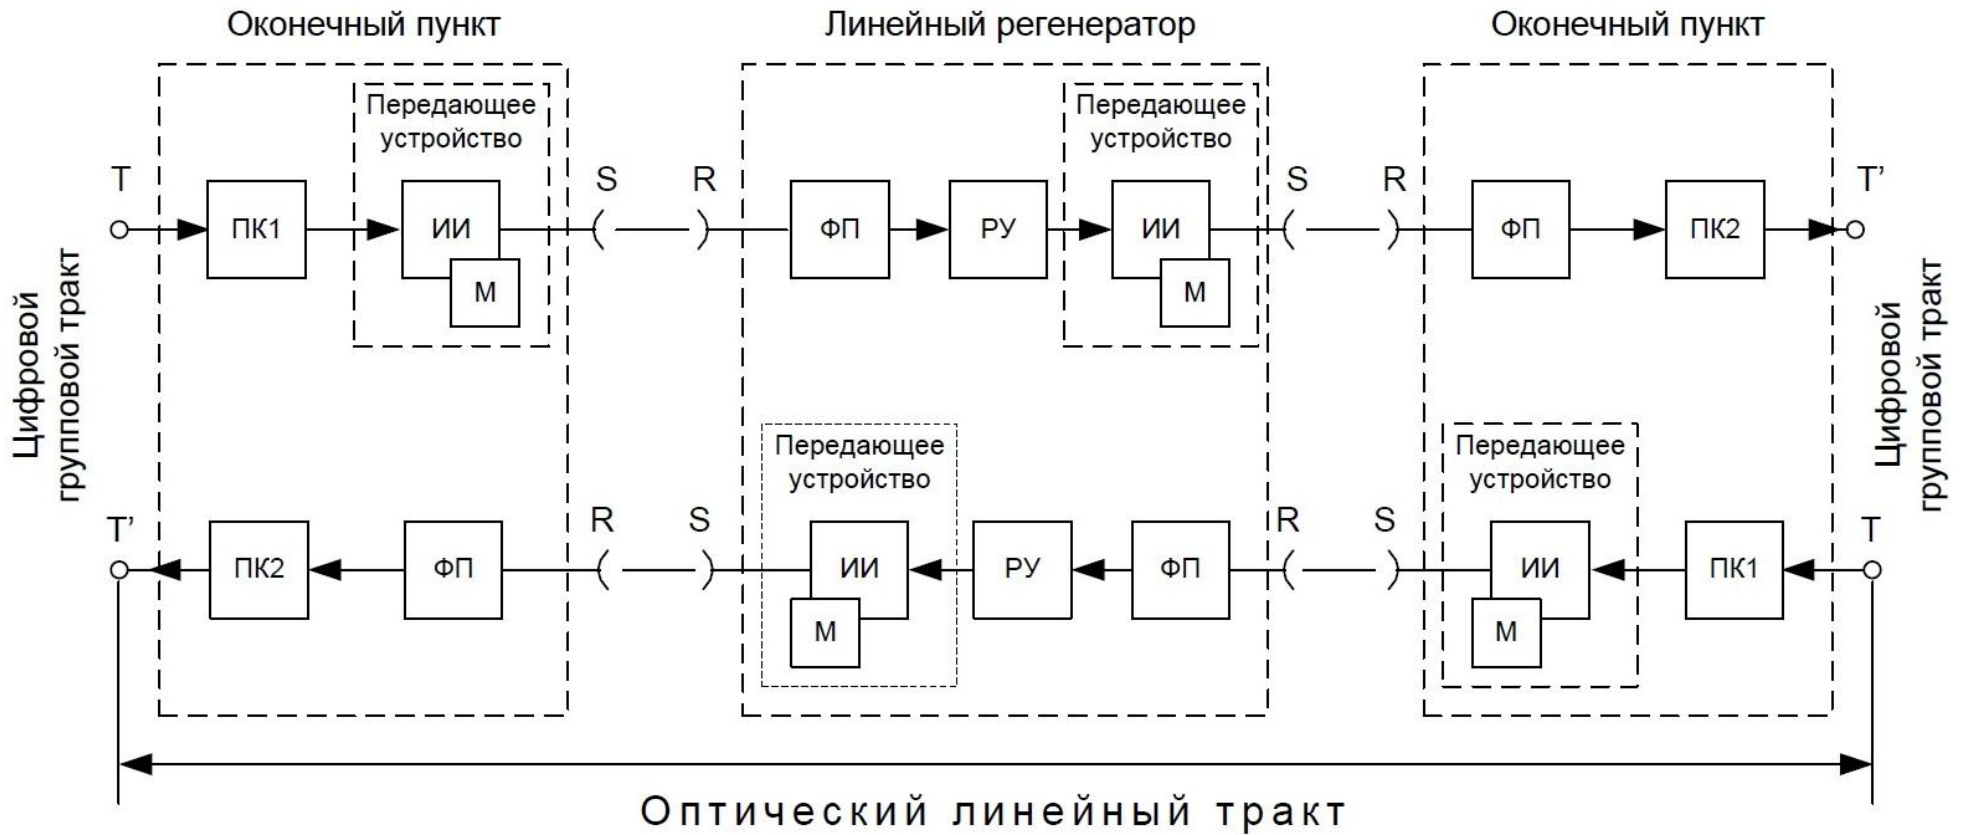 Оконечный пункт
Линейный регенератор
Оконечный пункт
Передающее
устройство
Передающее
устройство
T
S
R
S
R
T’
ПК1
ИИ
ФП
РУ
ИИ
ФП
ПК2
М
М
Цифровой
групповой тракт
Цифровой
групповой тракт
Передающее
устройство
Передающее
устройство
T’
R
S
R
S
T
ПК2
ФП
ИИ
РУ
ФП
ИИ
ПК1
М
М
Оптический линейный тракт